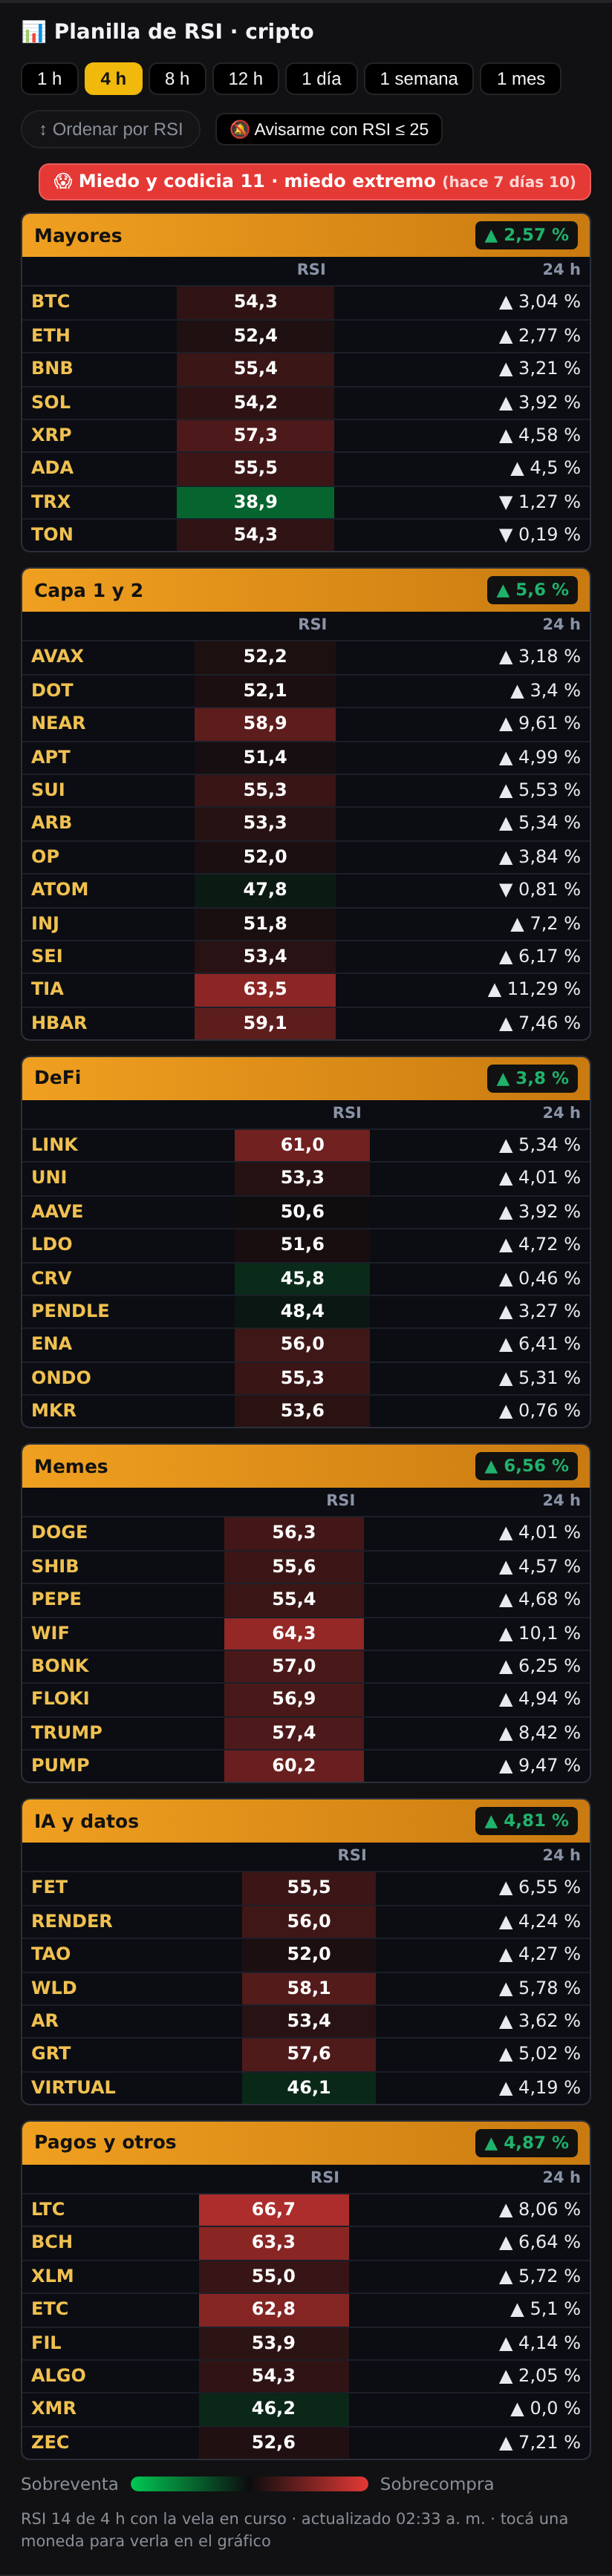 📊 Planilla de RSI · cripto
1 h 4 h 8 h 12 h 1 día 1 semana 1 mes
↕ Ordenar por RSI 🔕 Avisarme con RSI ≤ 25
😱 Miedo y codicia 11 · miedo extremo (hace 7 días 10)
Mayores ▲ 2,57 %
RSI 24 h
BTC 54,3 ▲ 3,04 %
ETH 52,4 ▲ 2,77 %
BNB 55,4 ▲ 3,21 %
SOL 54,2 ▲ 3,92 %
XRP 57,3 ▲ 4,58 %
ADA 55,5 ▲ 4,5 %
TRX 38,9 ▼ 1,27 %
TON 54,3 ▼ 0,19 %
Capa 1 y 2 ▲ 5,6 %
RSI 24 h
AVAX 52,2 ▲ 3,18 %
DOT 52,1 ▲ 3,4 %
NEAR 58,9 ▲ 9,61 %
APT 51,4 ▲ 4,99 %
SUI 55,3 ▲ 5,53 %
ARB 53,3 ▲ 5,34 %
OP 52,0 ▲ 3,84 %
ATOM 47,8 ▼ 0,81 %
INJ 51,8 ▲ 7,2 %
SEI 53,4 ▲ 6,17 %
TIA 63,5 ▲ 11,29 %
HBAR 59,1 ▲ 7,46 %
DeFi ▲ 3,8 %
RSI 24 h
LINK 61,0 ▲ 5,34 %
UNI 53,3 ▲ 4,01 %
AAVE 50,6 ▲ 3,92 %
LDO 51,6 ▲ 4,72 %
CRV 45,8 ▲ 0,46 %
PENDLE 48,4 ▲ 3,27 %
ENA 56,0 ▲ 6,41 %
ONDO 55,3 ▲ 5,31 %
MKR 53,6 ▲ 0,76 %
Memes ▲ 6,56 %
RSI 24 h
DOGE 56,3 ▲ 4,01 %
SHIB 55,6 ▲ 4,57 %
PEPE 55,4 ▲ 4,68 %
WIF 64,3 ▲ 10,1 %
BONK 57,0 ▲ 6,25 %
FLOKI 56,9 ▲ 4,94 %
TRUMP 57,4 ▲ 8,42 %
PUMP 60,2 ▲ 9,47 %
IA y datos ▲ 4,81 %
RSI 24 h
FET 55,5 ▲ 6,55 %
RENDER 56,0 ▲ 4,24 %
TAO 52,0 ▲ 4,27 %
WLD 58,1 ▲ 5,78 %
AR 53,4 ▲ 3,62 %
GRT 57,6 ▲ 5,02 %
VIRTUAL 46,1 ▲ 4,19 %
Pagos y otros ▲ 4,87 %
RSI 24 h
LTC 66,7 ▲ 8,06 %
BCH 63,3 ▲ 6,64 %
XLM 55,0 ▲ 5,72 %
ETC 62,8 ▲ 5,1 %
FIL 53,9 ▲ 4,14 %
ALGO 54,3 ▲ 2,05 %
XMR 46,2 ▲ 0,0 %
ZEC 52,6 ▲ 7,21 %
Sobreventa Sobrecompra
RSI 14 de 4 h con la vela en curso · actualizado 02:33 a. m. · tocá una
moneda para verla en el gráfico